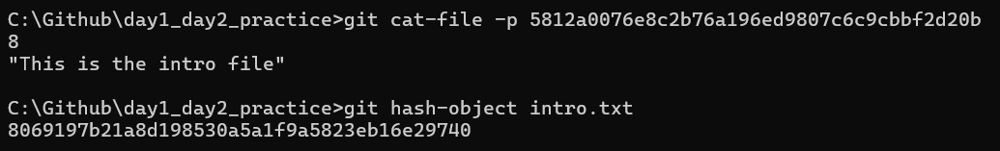 C:\Github\day1_day2_practice>git cat-file -p 5812a0076e8c2b76a196ed9807c6c9cbbf2d20b
8
"This is the intro file"
C:\Github\day1_day2_practice>git hash-object intro.txt
8069197b21a8d198530a5a1f9a5823eb16e29740